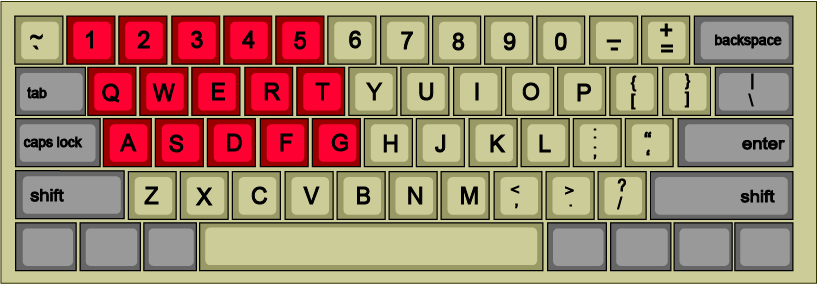 ~ 1 2 3 4 5 6 7 8 9 0 – + backspace
` - =
tab Q W E R T Y U I O P { } |
[ ] \
caps lock A S D F G H J K L : “ enter
; ‘
shift Z X C V B N M < > ? shift
, . /